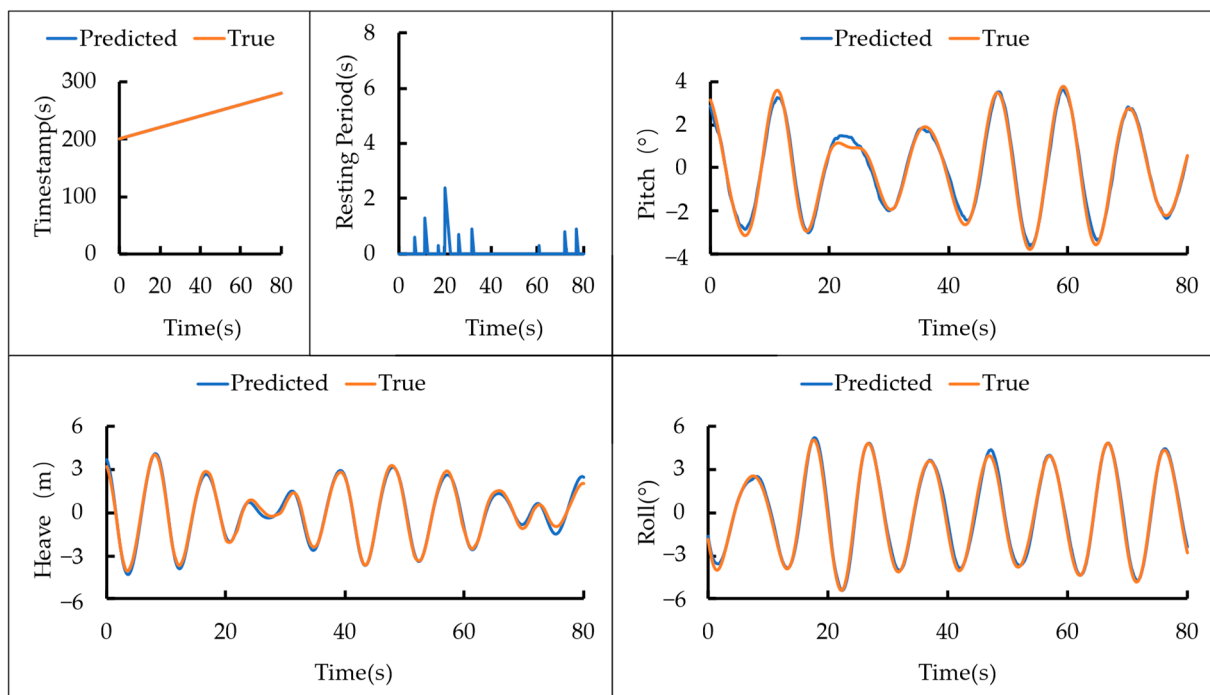 Predicted True
Timestamp(s)
300
200
100
0
0 20 40 60 80
Time(s)
Resting Period(s)
8
6
4
2
0
0 20 40 60 80
Time(s)
Predicted True
Pitch (°)
4
2
0
−2
−4
0 20 40 60 80
Time(s)
Predicted True
Heave (m)
6
3
0
−3
−6
0 20 40 60 80
Time(s)
Predicted True
Roll(°)
6
3
0
−3
−6
0 20 40 60 80
Time(s)